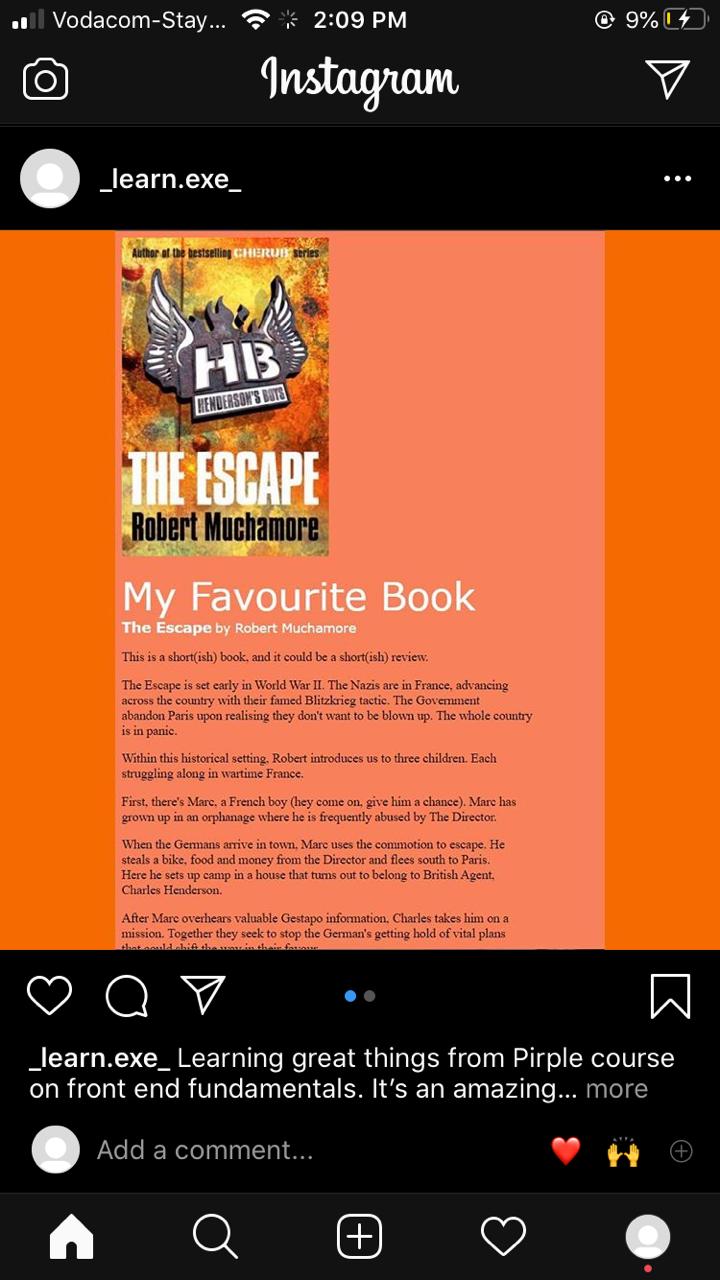 Vodacom-Stay... 2:09 PM 9%
Instagram
_learn.exe_
Author of the bestselling CHERUB series
HB
HENDERSON'S BOYS
THE ESCAPE
Robert Muchamore
My Favourite Book
The Escape by Robert Muchamore
This is a short(ish) book, and it could be a short(ish) review.
The Escape is set early in World War II. The Nazis are in France, advancing
across the country with their famed Blitzkrieg tactic. The Government
abandon Paris upon realising they don't want to be blown up. The whole country
is in panic.
Within this historical setting, Robert introduces us to three children. Each
struggling along in wartime France.
First, there's Marc, a French boy (hey come on, give him a chance). Marc has
grown up in an orphanage where he is frequently abused by The Director.
When the Germans arrive in town, Marc uses the commotion to escape. He
steals a bike, food and money from the Director and flees south to Paris.
Here he sets up camp in a house that turns out to belong to British Agent,
Charles Henderson.
After Marc overhears valuable Gestapo information, Charles takes him on a
mission. Together they seek to stop the German's getting hold of vital plans
that could shift the way in their favour
_learn.exe_ Learning great things from Pirple course
on front end fundamentals. It's an amazing... more
Add a comment...